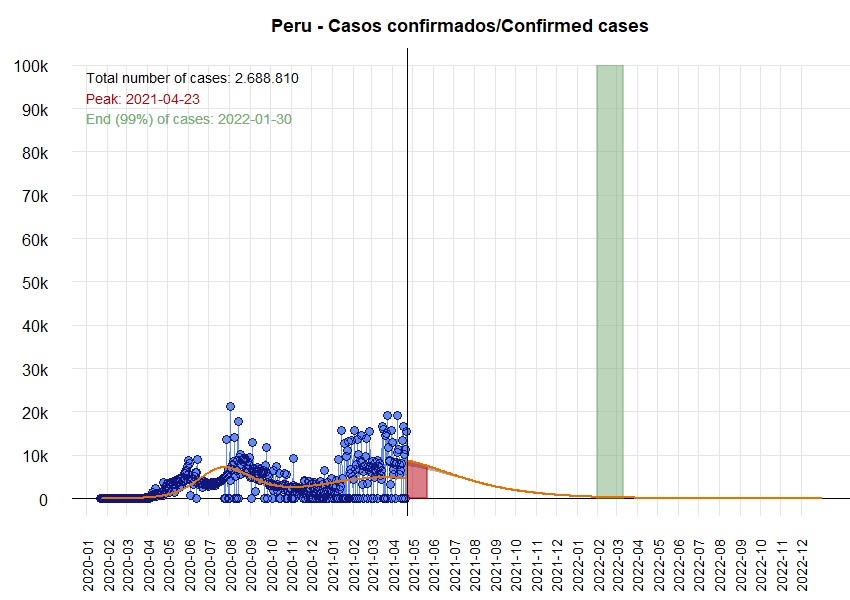 Peru - Casos confirmados/Confirmed cases
Total number of cases: 2.688.810
Peak: 2021-04-23
End (99%) of cases: 2022-01-30
100k
90k
80k
70k
60k
50k
40k
30k
20k
10k
0
2020-01
2020-02
2020-03
2020-04
2020-05
2020-06
2020-07
2020-08
2020-09
2020-10
2020-11
2020-12
2021-01
2021-02
2021-03
2021-04
2021-05
2021-06
2021-07
2021-08
2021-09
2021-10
2021-11
2021-12
2022-01
2022-02
2022-03
2022-04
2022-05
2022-06
2022-07
2022-08
2022-09
2022-10
2022-11
2022-12